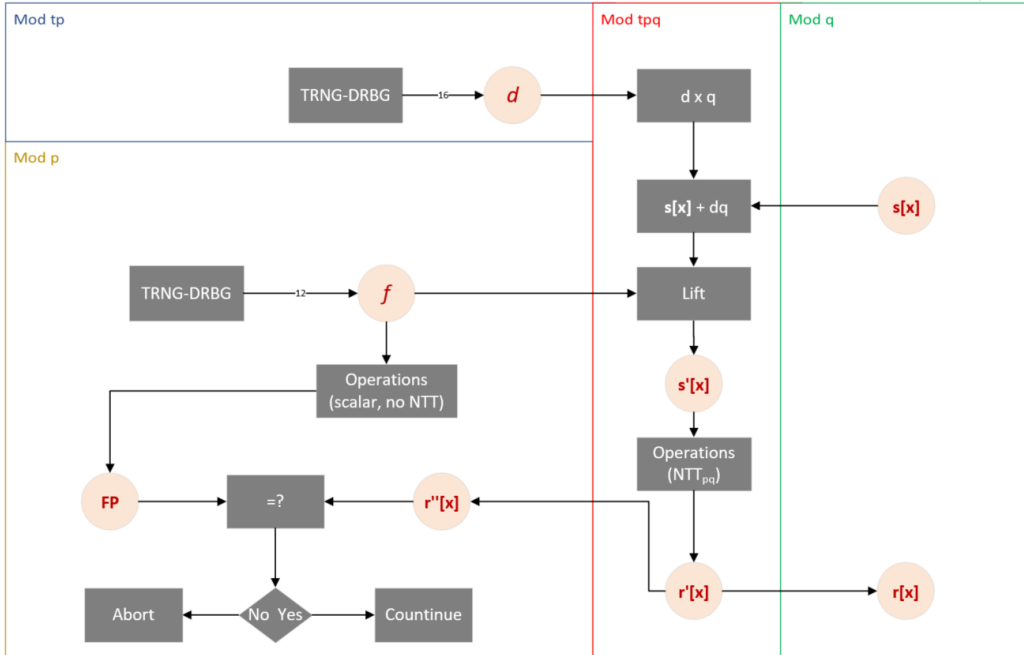 Mod tp
Mod tpq
Mod q
TRNG-DRBG
16
d
d x q
Mod p
s[x] + dq
s[x]
TRNG-DRBG
12
f
Lift
Operations
(scalar, no NTT)
s'[x]
Operations
(NTTpq)
FP
=?
r''[x]
r'[x]
r[x]
Abort
No Yes
Countinue